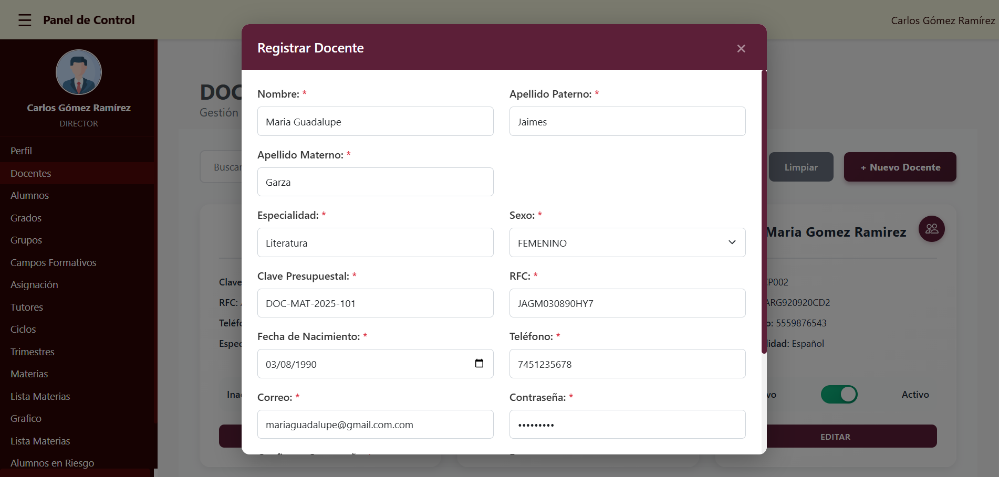 Panel de Control
Carlos Gómez Ramírez
Carlos Gómez Ramírez
DIRECTOR
Perfil
Docentes
Alumnos
Grados
Grupos
Campos Formativos
Asignación
Tutores
Ciclos
Trimestres
Materias
Lista Materias
Grafico
Lista Materias
Alumnos en Riesgo
DOC
Gestión
Buscar
Limpiar
+ Nuevo Docente
Clave
RFC:
Teléfo
Espec
Ina
Registrar Docente
×
Nombre: *
Apellido Paterno: *
Maria Guadalupe
Jaimes
Apellido Materno: *
Garza
Especialidad: *
Sexo: *
Literatura
FEMENINO
Clave Presupuestal: *
RFC: *
DOC-MAT-2025-101
JAGM030890HY7
Fecha de Nacimiento: *
Teléfono: *
03/08/1990
7451235678
Correo: *
Contraseña: *
mariaguadalupe@gmail.com.com
•••••••••
Maria Gomez Ramirez
P002
ARG920920CD2
o: 5559876543
lidad: Español
vo
Activo
EDITAR